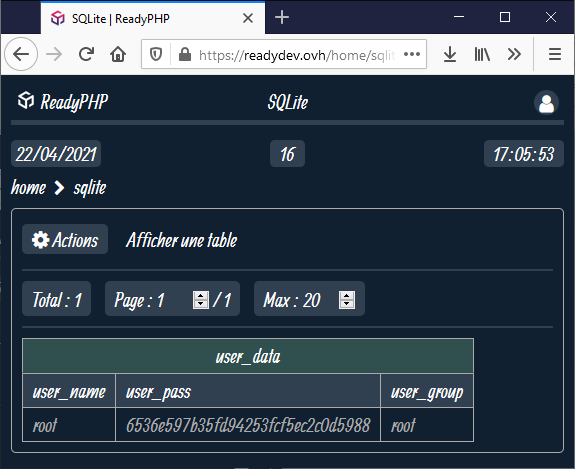 SQLite | ReadyPHP
https://readydev.ovh/home/sqlit
ReadyPHP
SQLite
22/04/2021
16
17:05:53
home > sqlite
Actions Afficher une table
Total : 1 Page : 1 / 1 Max : 20
user_data
user_name user_pass user_group
root 6536e597b35fd94253fcf5ec2c0d5988 root